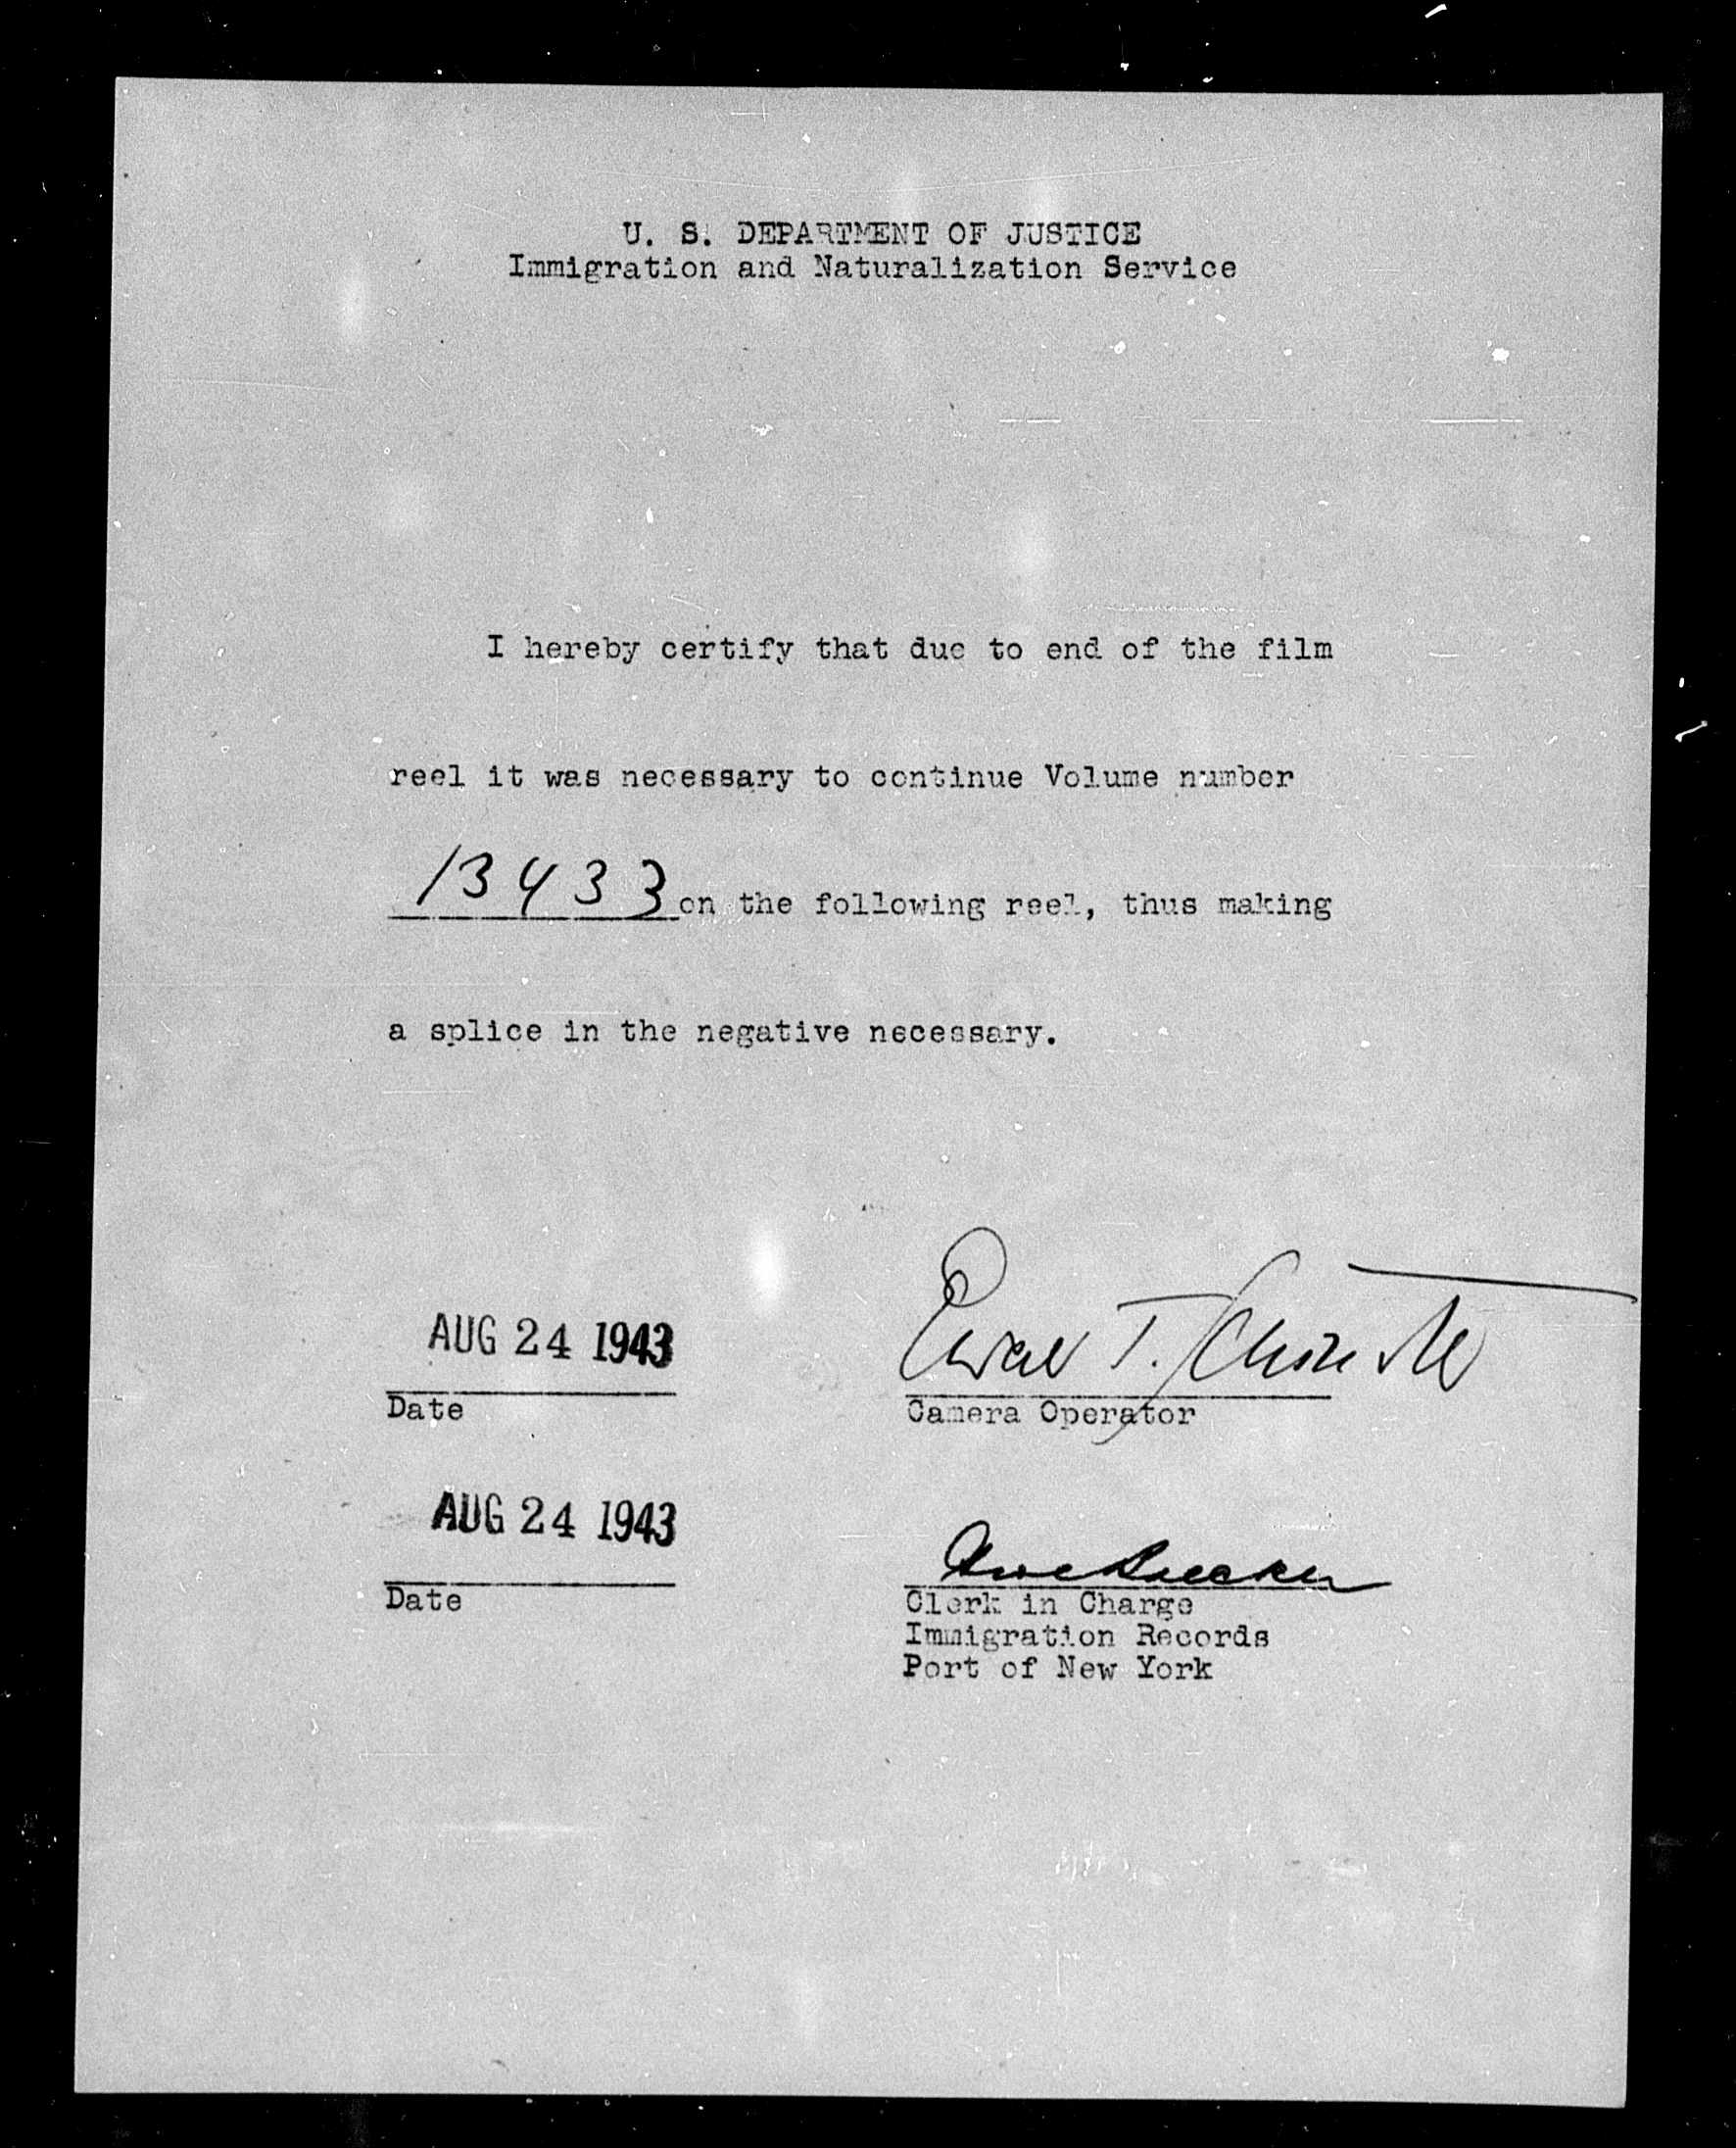 U. S. DEPARTMENT OF JUSTICE
Immigration and Naturalization Service
I hereby certify that due to end of the film
reel it was necessary to continue Volume number
13433 on the following reel, thus making
a splice in the negative necessary.
AUG 24 1943
Date
T.
Camera Operator
AUG 24 1943
Date
Clerk in Charge
Immigration Records
Port of New York